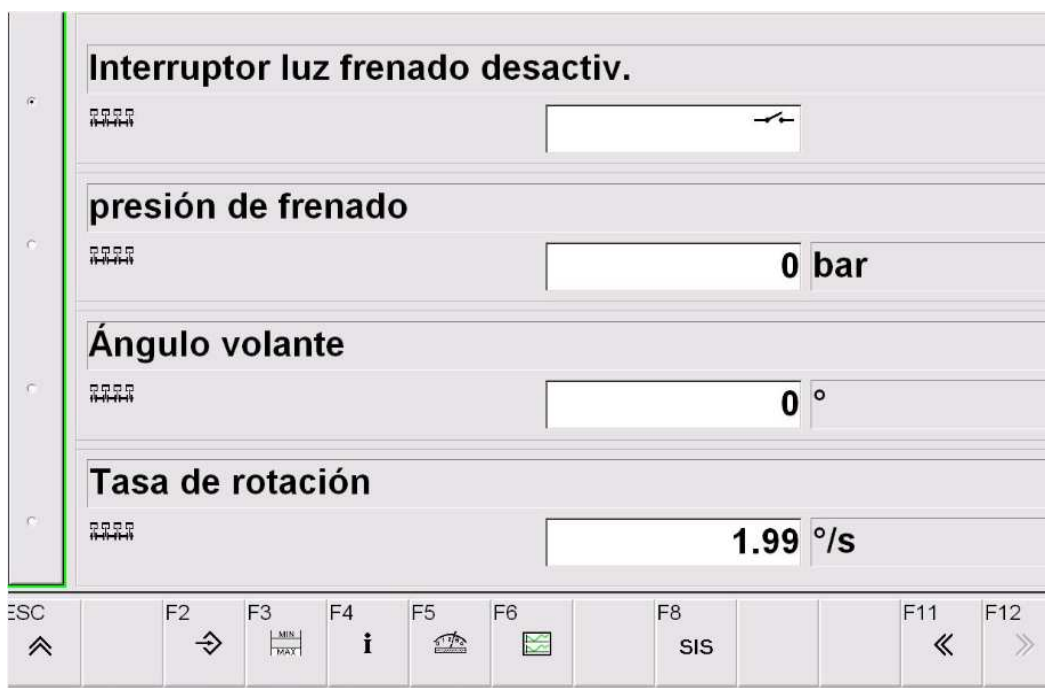 Interruptor luz frenado desactiv.
presión de frenado
0 bar
Ángulo volante
0 °
Tasa de rotación
1.99 °/s
ESC F2 F3 F4 F5 F6 F8 F11 F12
MIN MAX i SIS